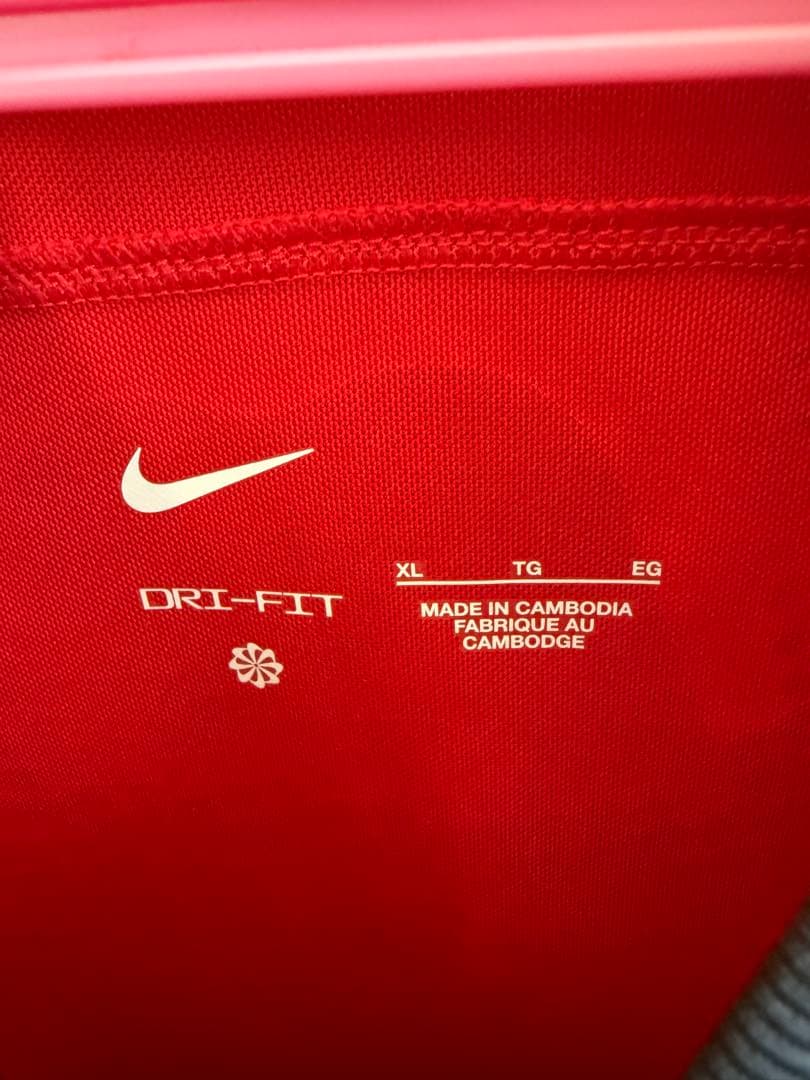 DRI-FIT
XL TG EG
MADE IN CAMBODIA
FABRIQUE AU
CAMBODGE